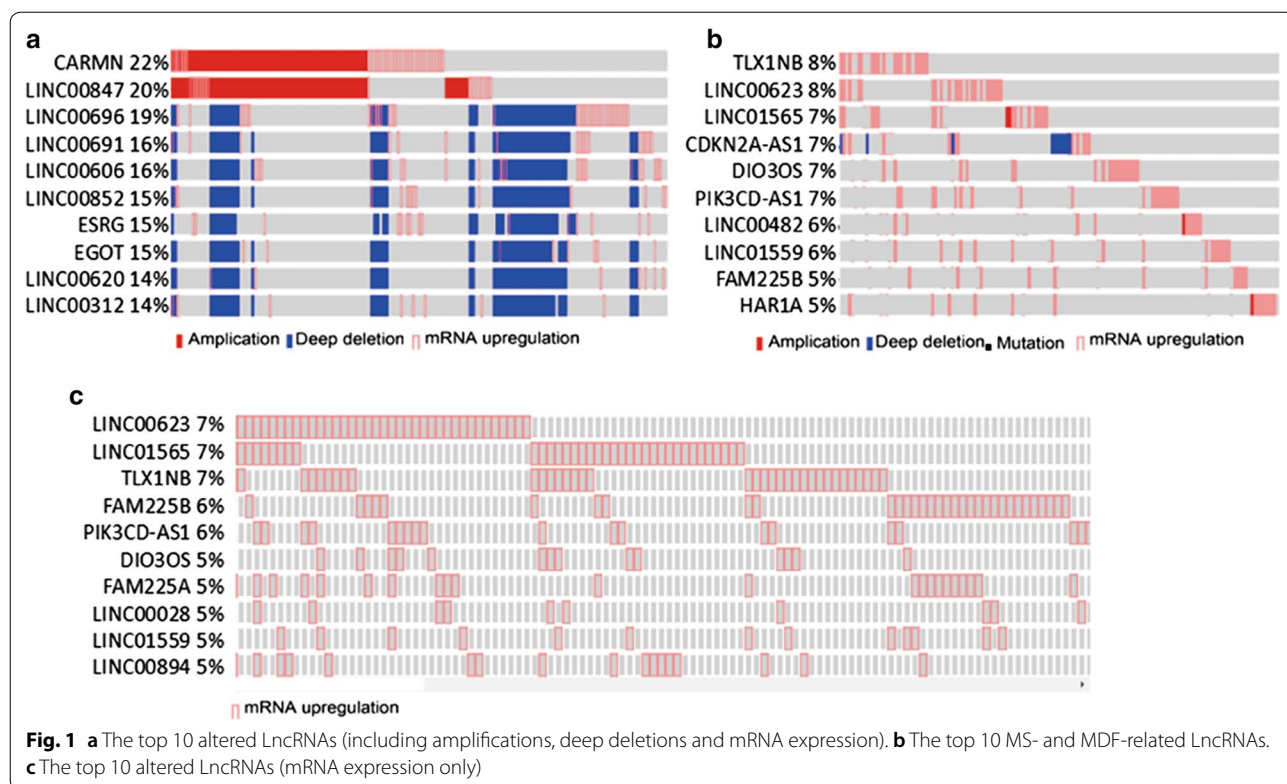 a
CARMN 22%
LINC00847 20%
LINC00696 19%
LINC00691 16%
LINC00606 16%
LINC00852 15%
ESRG 15%
EGOT 15%
LINC00620 14%
LINC00312 14%
Amplication Deep deletion mRNA upregulation
b
TLX1NB 8%
LINC00623 8%
LINC01565 7%
CDKN2A-AS1 7%
DIO3OS 7%
PIK3CD-AS1 7%
LINC00482 6%
LINC01559 6%
FAM225B 5%
HAR1A 5%
Amplication Deep deletion Mutation mRNA upregulation
c
LINC00623 7%
LINC01565 7%
TLX1NB 7%
FAM225B 6%
PIK3CD-AS1 6%
DIO3OS 5%
FAM225A 5%
LINC00028 5%
LINC01559 5%
LINC00894 5%
mRNA upregulation
Fig. 1 a The top 10 altered LncRNAs (including amplifications, deep deletions and mRNA expression). b The top 10 MS- and MDF-related LncRNAs.
c The top 10 altered LncRNAs (mRNA expression only)